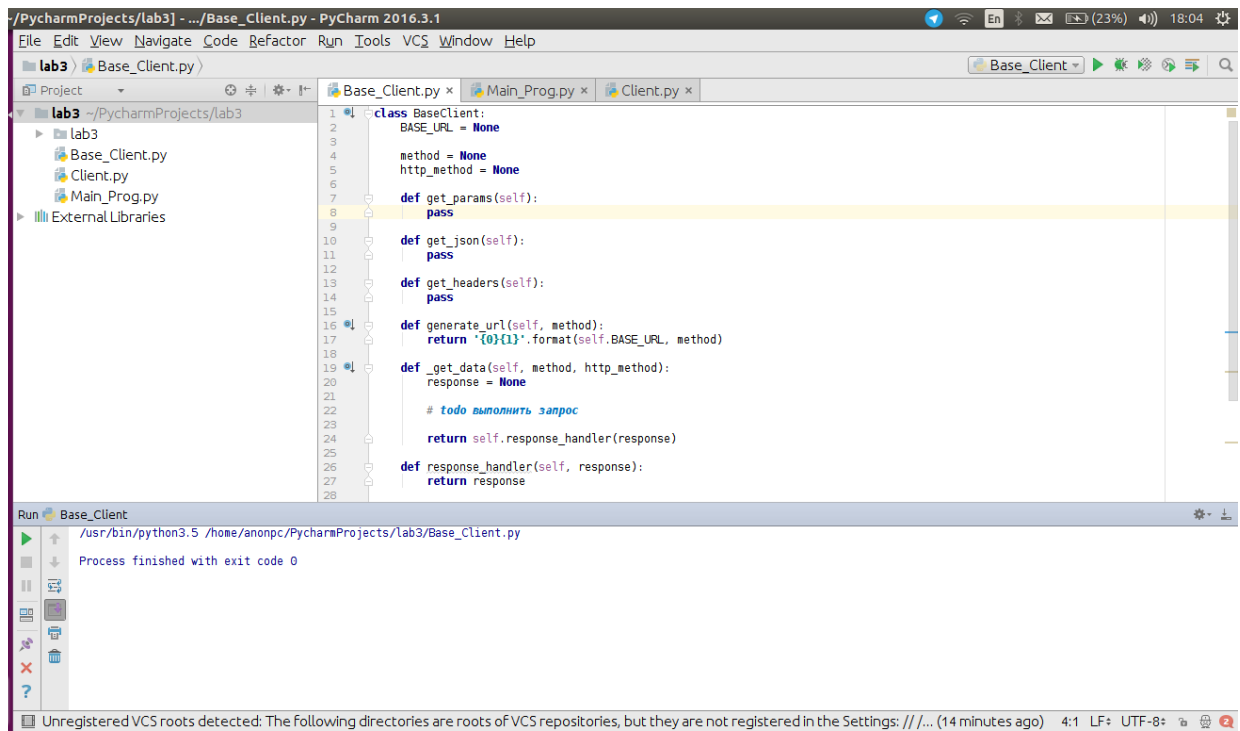 ~/PycharmProjects/lab3] - .../Base_Client.py - PyCharm 2016.3.1
En (23%) 18:04
File Edit View Navigate Code Refactor Run Tools VCS Window Help
lab3 Base_Client.py
Base_Client
Project
Base_Client.py × Main_Prog.py × Client.py ×
lab3 ~/PycharmProjects/lab3
lab3
Base_Client.py
Client.py
Main_Prog.py
External Libraries
1 class BaseClient:
2 BASE_URL = None
3
4 method = None
5 http_method = None
6
7 def get_params(self):
8 pass
9
10 def get_json(self):
11 pass
12
13 def get_headers(self):
14 pass
15
16 def generate_url(self, method):
17 return '{0}{1}'.format(self.BASE_URL, method)
18
19 def _get_data(self, method, http_method):
20 response = None
21
22 # todo выполнить запрос
23
24 return self.response_handler(response)
25
26 def response_handler(self, response):
27 return response
28
Run Base_Client
/usr/bin/python3.5 /home/anonpc/PycharmProjects/lab3/Base_Client.py
Process finished with exit code 0
Unregistered VCS roots detected: The following directories are roots of VCS repositories, but they are not registered in the Settings: // /... (14 minutes ago) 4:1 LF÷ UTF-8÷ 2